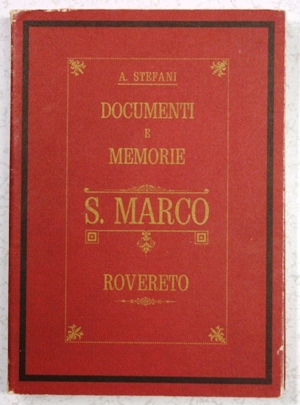 A. STEFANI
DOCUMENTI
E
MEMORIE
S. MARCO
ROVERETO